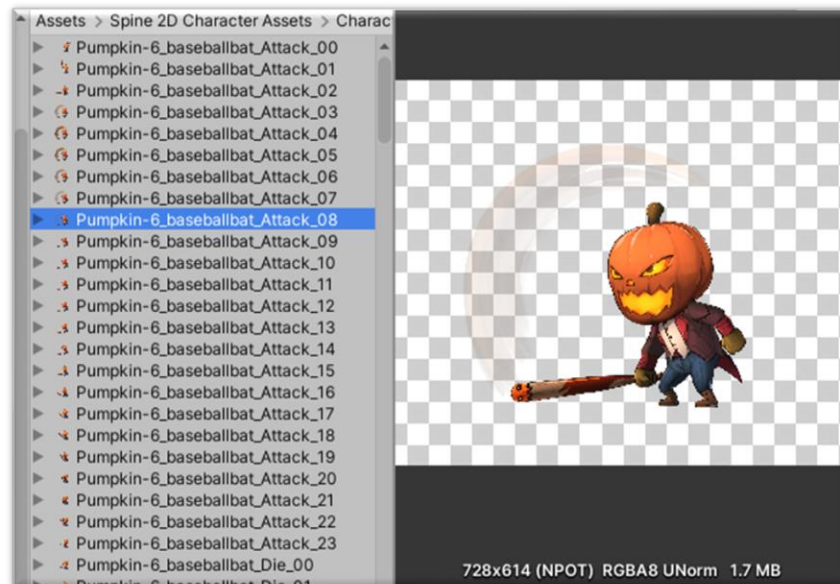 Assets > Spine 2D Character Assets > Charac
Pumpkin-6_baseballbat_Attack_00
Pumpkin-6_baseballbat_Attack_01
Pumpkin-6_baseballbat_Attack_02
Pumpkin-6_baseballbat_Attack_03
Pumpkin-6_baseballbat_Attack_04
Pumpkin-6_baseballbat_Attack_05
Pumpkin-6_baseballbat_Attack_06
Pumpkin-6_baseballbat_Attack_07
Pumpkin-6_baseballbat_Attack_08
Pumpkin-6_baseballbat_Attack_09
Pumpkin-6_baseballbat_Attack_10
Pumpkin-6_baseballbat_Attack_11
Pumpkin-6_baseballbat_Attack_12
Pumpkin-6_baseballbat_Attack_13
Pumpkin-6_baseballbat_Attack_14
Pumpkin-6_baseballbat_Attack_15
Pumpkin-6_baseballbat_Attack_16
Pumpkin-6_baseballbat_Attack_17
Pumpkin-6_baseballbat_Attack_18
Pumpkin-6_baseballbat_Attack_19
Pumpkin-6_baseballbat_Attack_20
Pumpkin-6_baseballbat_Attack_21
Pumpkin-6_baseballbat_Attack_22
Pumpkin-6_baseballbat_Attack_23
Pumpkin-6_baseballbat_Die_00
728x614 (NPOT) RGBA8 UNorm 1.7 MB